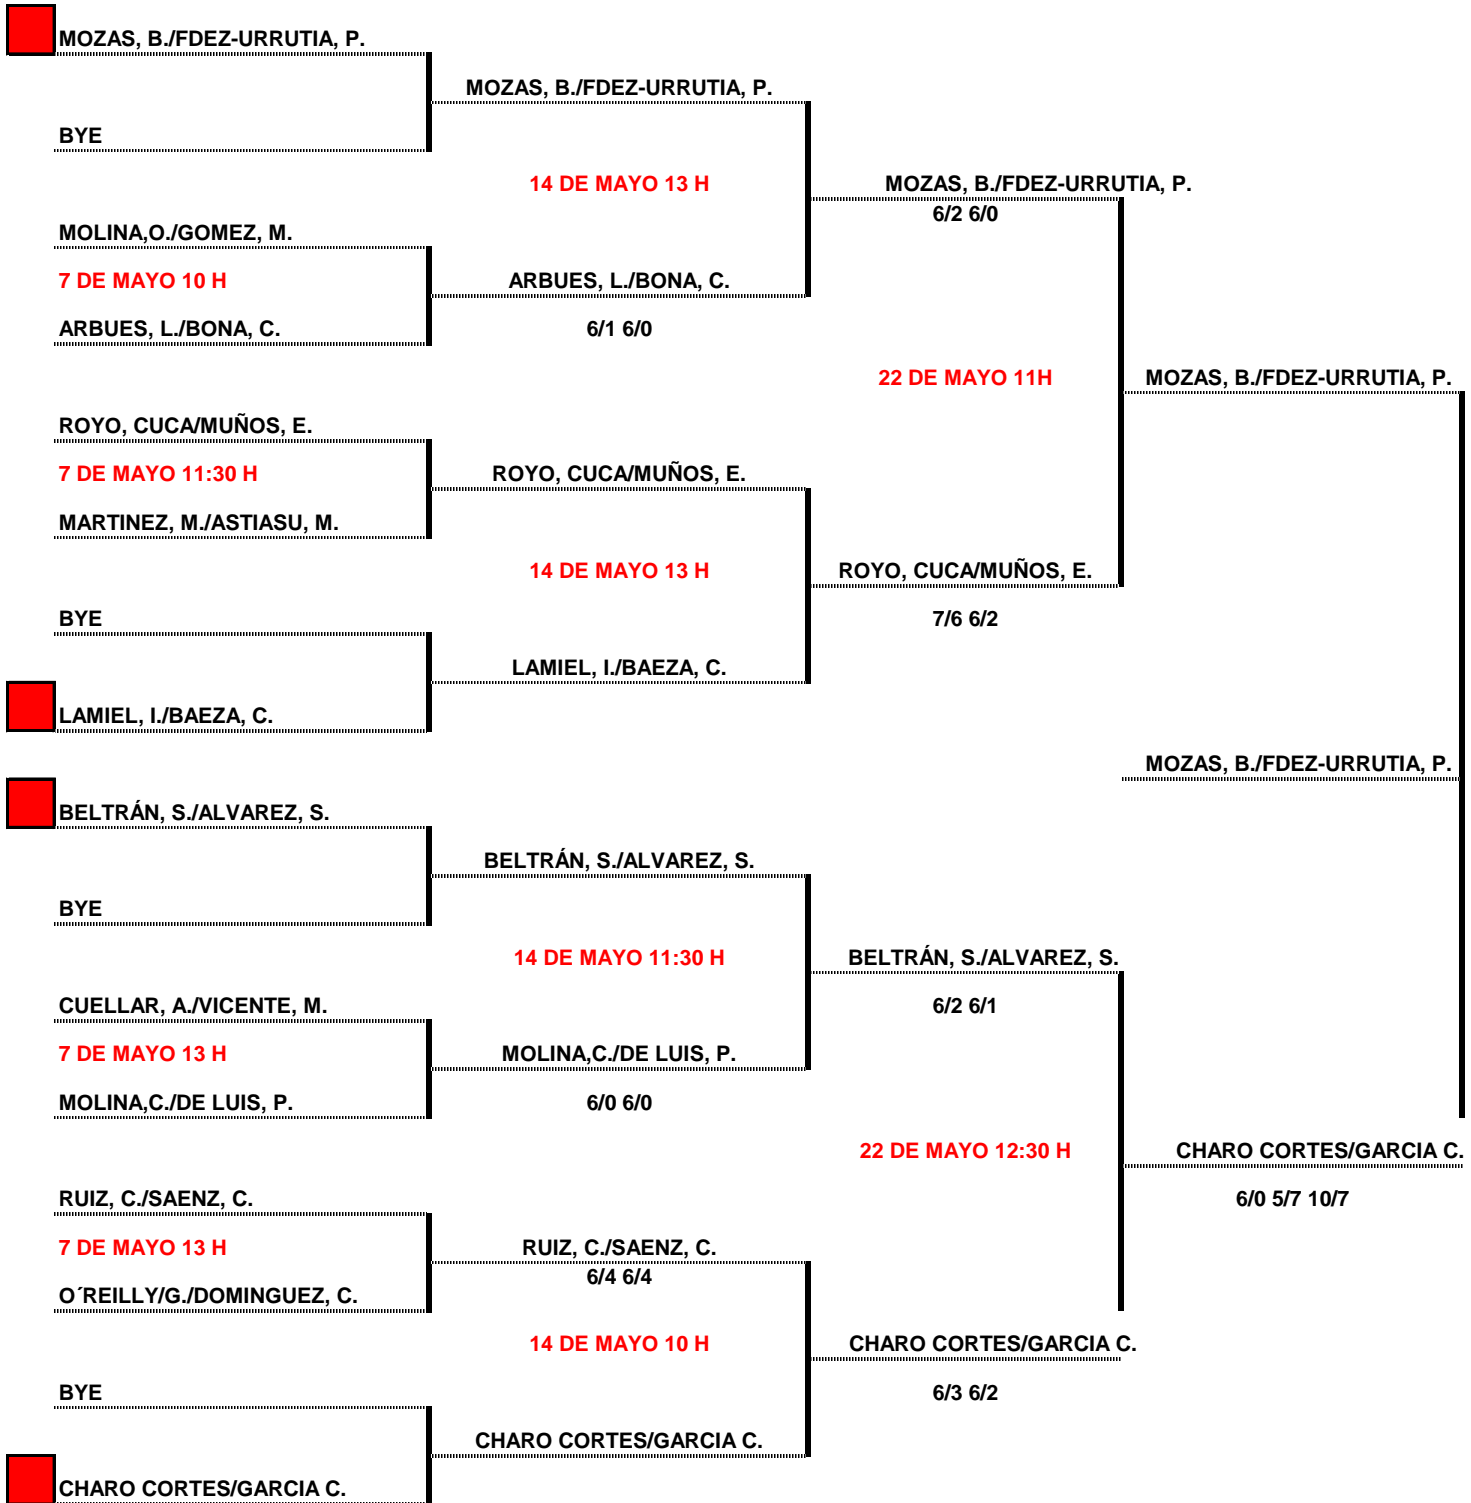 MOZAS, B./FDEZ-URRUTIA, P.
MOZAS, B./FDEZ-URRUTIA, P.
BYE
14 DE MAYO 13 H
MOZAS, B./FDEZ-URRUTIA, P.
6/2 6/0
MOLINA,O./GOMEZ, M.
7 DE MAYO 10 H
ARBUES, L./BONA, C.
ARBUES, L./BONA, C.
6/1 6/0
22 DE MAYO 11H
MOZAS, B./FDEZ-URRUTIA, P.
ROYO, CUCA/MUÑOS, E.
7 DE MAYO 11:30 H
ROYO, CUCA/MUÑOS, E.
MARTINEZ, M./ASTIASU, M.
14 DE MAYO 13 H
ROYO, CUCA/MUÑOS, E.
BYE
7/6 6/2
LAMIEL, I./BAEZA, C.
LAMIEL, I./BAEZA, C.
MOZAS, B./FDEZ-URRUTIA, P.
BELTRÁN, S./ALVAREZ, S.
BELTRÁN, S./ALVAREZ, S.
BYE
14 DE MAYO 11:30 H
BELTRÁN, S./ALVAREZ, S.
CUELLAR, A./VICENTE, M.
6/2 6/1
7 DE MAYO 13 H
MOLINA,C./DE LUIS, P.
MOLINA,C./DE LUIS, P.
6/0 6/0
22 DE MAYO 12:30 H
CHARO CORTES/GARCIA C.
RUIZ, C./SAENZ, C.
6/0 5/7 10/7
7 DE MAYO 13 H
RUIZ, C./SAENZ, C.
6/4 6/4
O´REILLY/G./DOMINGUEZ, C.
14 DE MAYO 10 H
CHARO CORTES/GARCIA C.
BYE
6/3 6/2
CHARO CORTES/GARCIA C.
CHARO CORTES/GARCIA C.